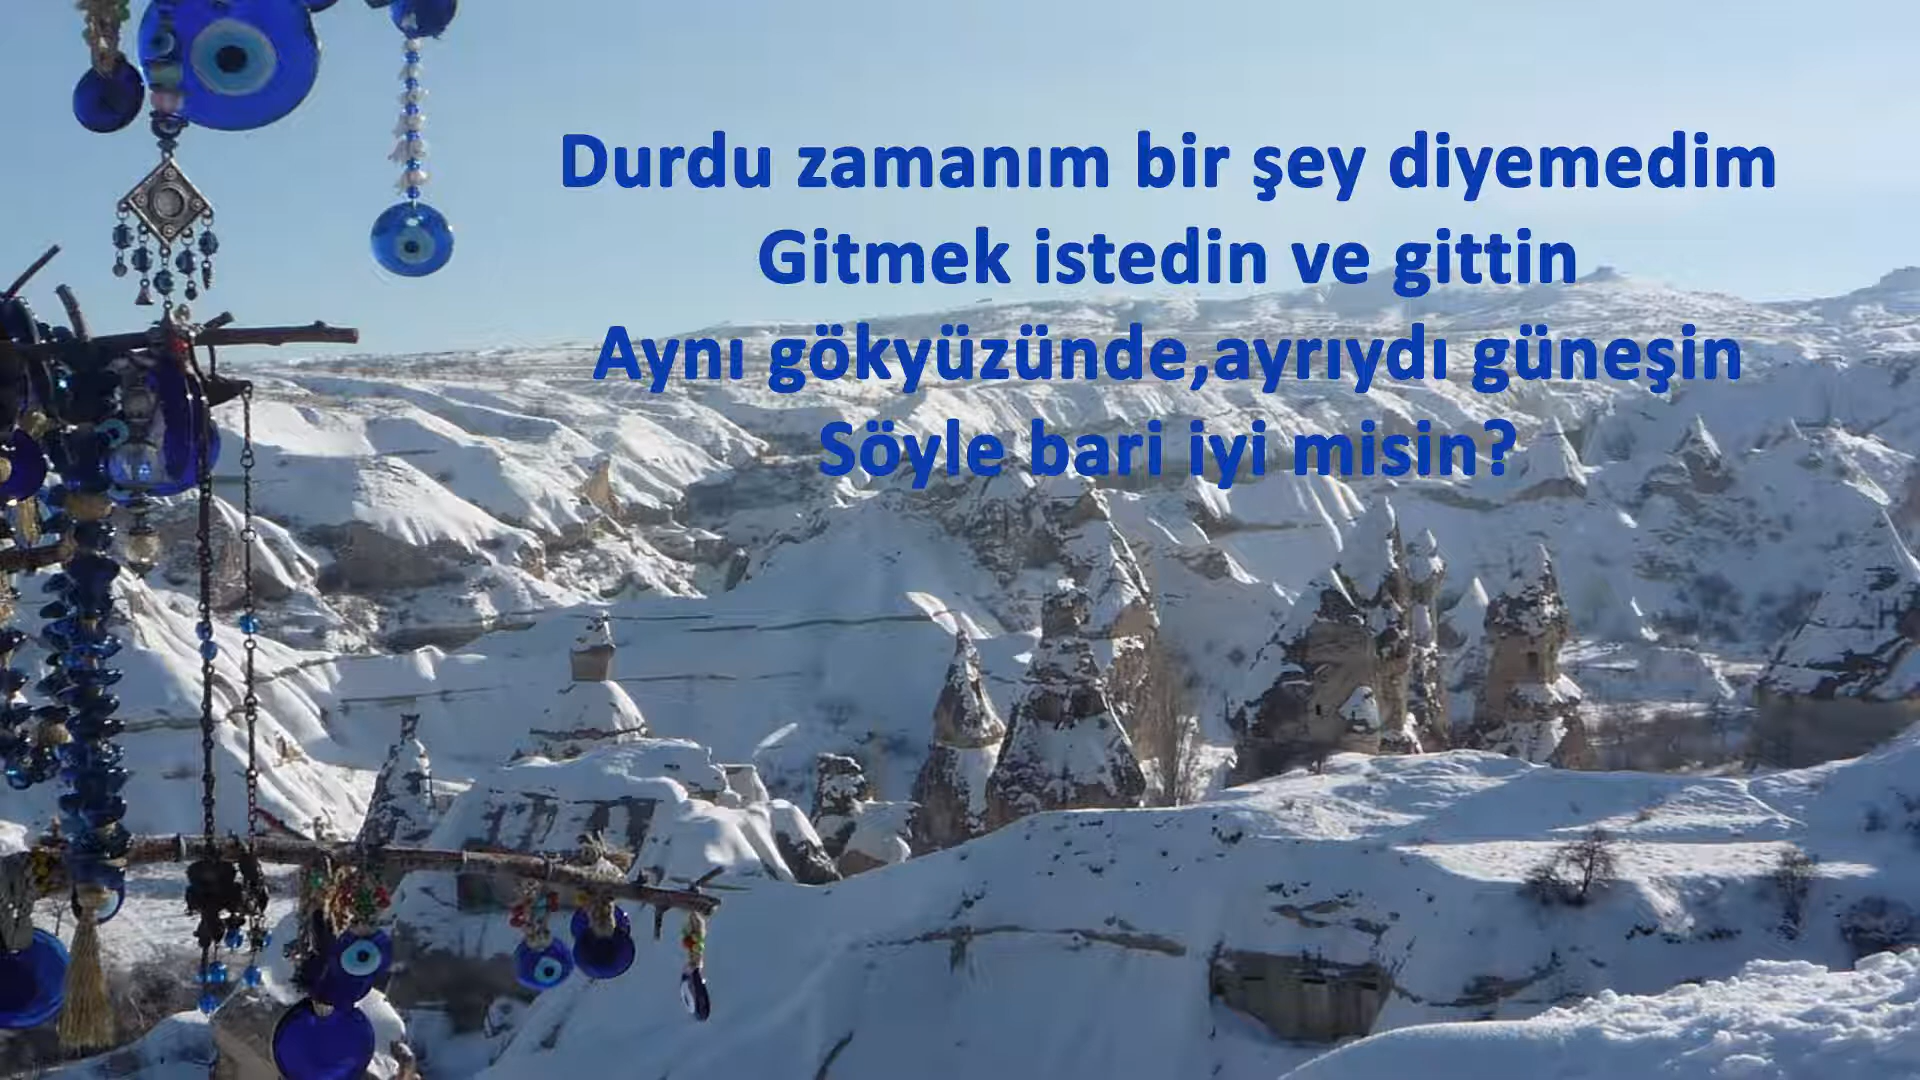 Durdu zamanım bir şey diyemedim
Gitmek istedin ve gittin
Aynı gökyüzünde,ayrıydı güneşin
Söyle bari iyi misin?